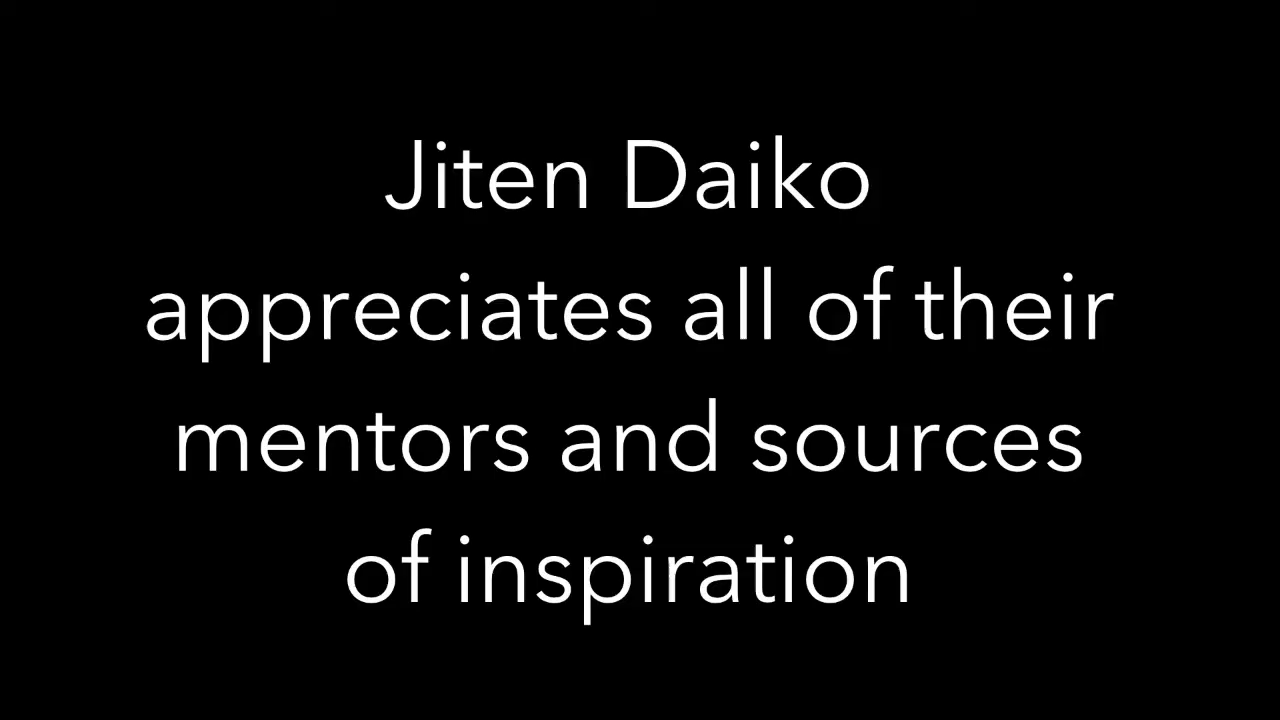 Jiten Daiko
appreciates all of their
mentors and sources
of inspiration